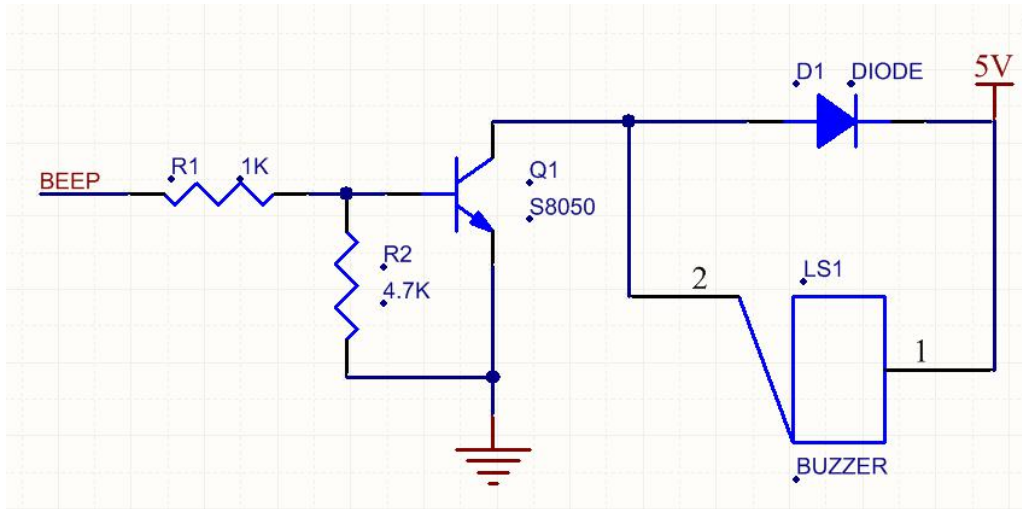 D1 DIODE
5V
BEEP
R1 1K
Q1
S8050
R2
4.7K
2
LS1
1
BUZZER